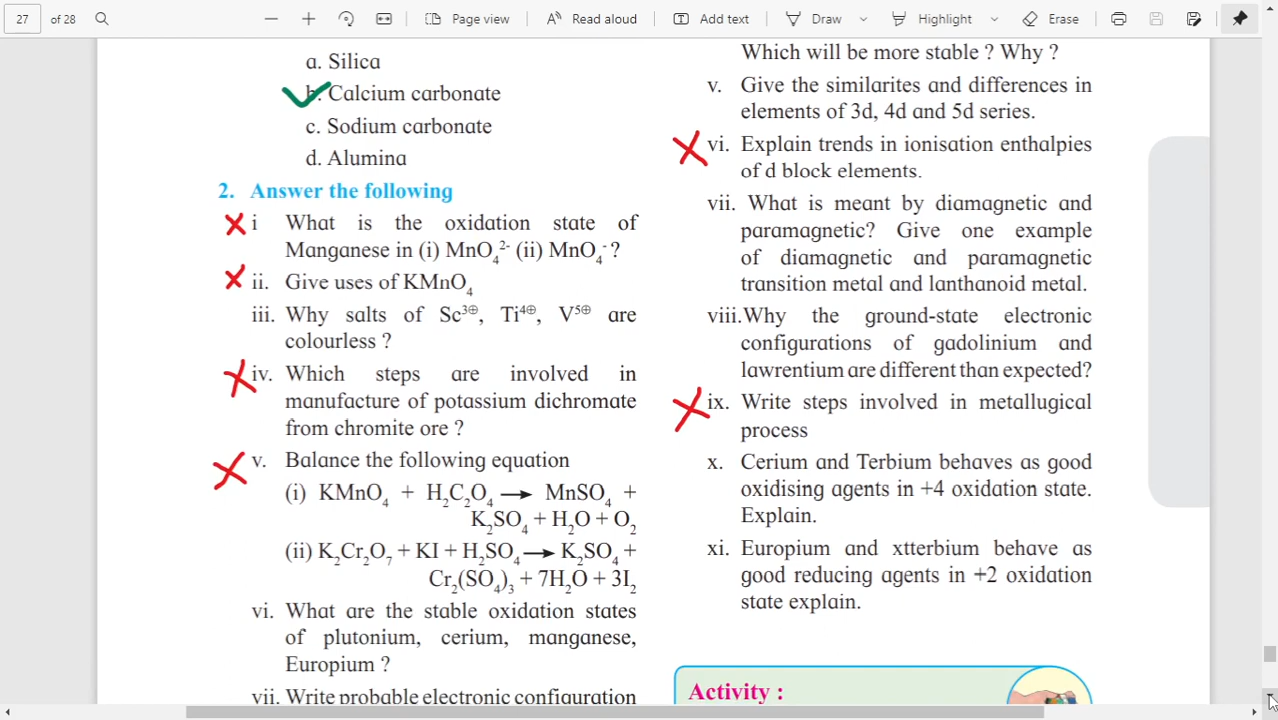 27 of 28 Page view Read aloud Add text Draw Highlight Erase
a. Silica
b. Calcium carbonate
c. Sodium carbonate
d. Alumina
2. Answer the following
i What is the oxidation state of
Manganese in (i) MnO₄²⁻ (ii) MnO₄⁻?
ii. Give uses of KMnO₄
iii. Why salts of Sc³⊕, Ti⁴⊕, V⁵⊕ are
colourless ?
iv. Which steps are involved in
manufacture of potassium dichromate
from chromite ore ?
v. Balance the following equation
(i) KMnO₄ + H₂C₂O₄ → MnSO₄ +
K₂SO₄ + H₂O + O₂
(ii) K₂Cr₂O₇ + KI + H₂SO₄ → K₂SO₄ +
Cr₂(SO₄)₃ + 7H₂O + 3I₂
vi. What are the stable oxidation states
of plutonium, cerium, manganese,
Europium ?
vii. Write probable electronic configuration
Which will be more stable ? Why ?
v. Give the similarites and differences in
elements of 3d, 4d and 5d series.
vi. Explain trends in ionisation enthalpies
of d block elements.
vii. What is meant by diamagnetic and
paramagnetic? Give one example
of diamagnetic and paramagnetic
transition metal and lanthanoid metal.
viii.Why the ground-state electronic
configurations of gadolinium and
lawrentium are different than expected?
ix. Write steps involved in metallugical
process
x. Cerium and Terbium behaves as good
oxidising agents in +4 oxidation state.
Explain.
xi. Europium and xtterbium behave as
good reducing agents in +2 oxidation
state explain.
Activity :